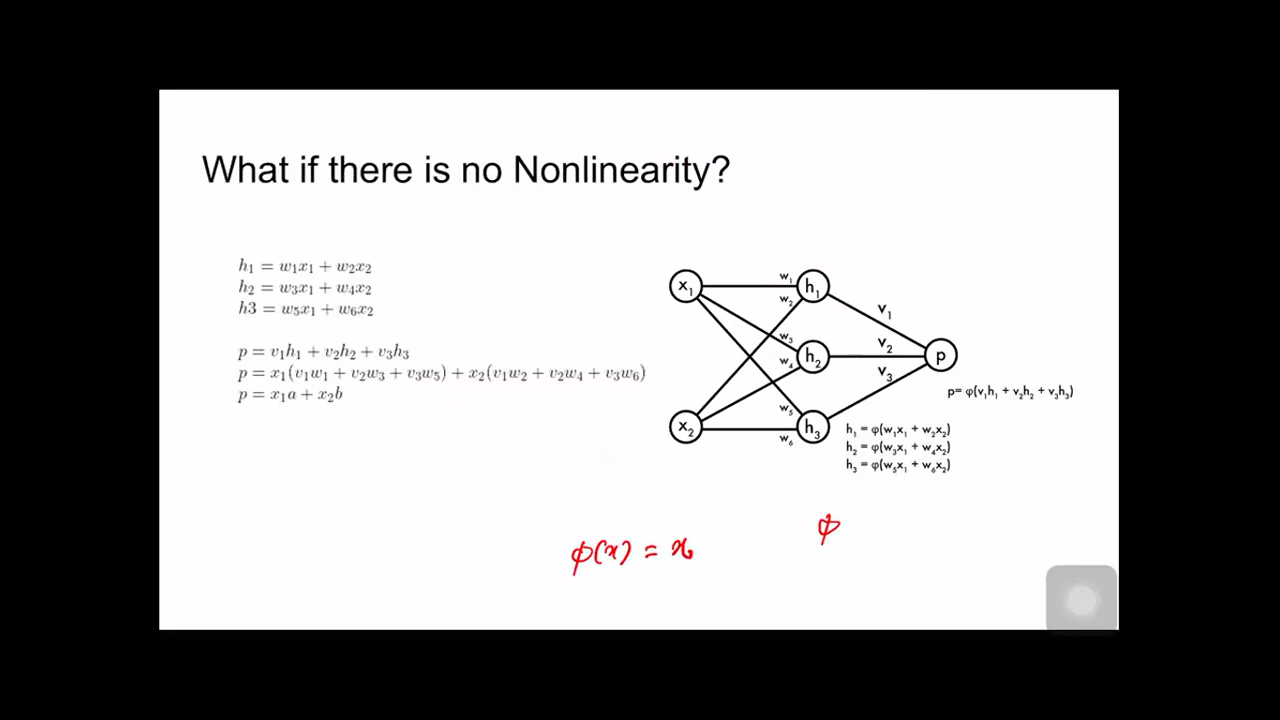 What if there is no Nonlinearity?
h₁ = w₁x₁ + w₂x₂
h₂ = w₃x₁ + w₄x₂
h3 = w₅x₁ + w₆x₂
p = v₁h₁ + v₂h₂ + v₃h₃
p = x₁(v₁w₁ + v₂w₃ + v₃w₅) + x₂(v₁w₂ + v₂w₄ + v₃w₆)
p = x₁a + x₂b
x₁
w₁
h₁
w₂
v₁
w₃
v₂
h₂
p
w₄
v₃
p= φ(v₁h₁ + v₂h₂ + v₃h₃)
w₅
x₂
h₃
w₆
h₁ = φ(w₁x₁ + w₂x₂)
h₂ = φ(w₃x₁ + w₄x₂)
h₃ = φ(w₅x₁ + w₆x₂)
φ
φ(x) = x